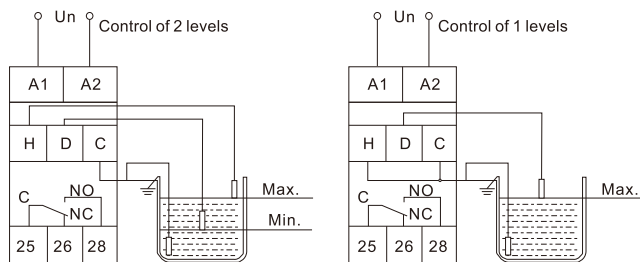 Un
Control of 2 levels
A1 A2
H D C
Max.
C NO
NC
Min.
25 26 28
Un
Control of 1 levels
A1 A2
H D C
Max.
C NO
NC
25 26 28